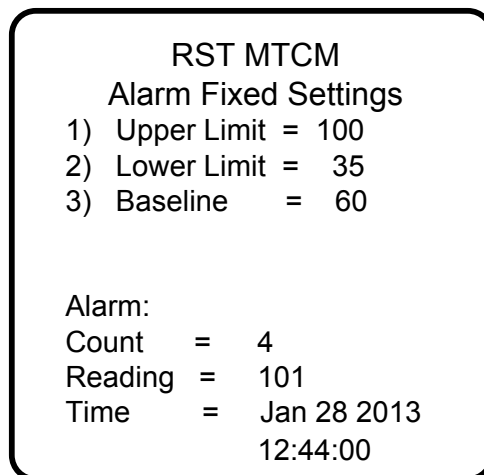 RST MTCM
Alarm Fixed Settings
1) Upper Limit = 100
2) Lower Limit = 35
3) Baseline = 60
Alarm:
Count = 4
Reading = 101
Time = Jan 28 2013
12:44:00